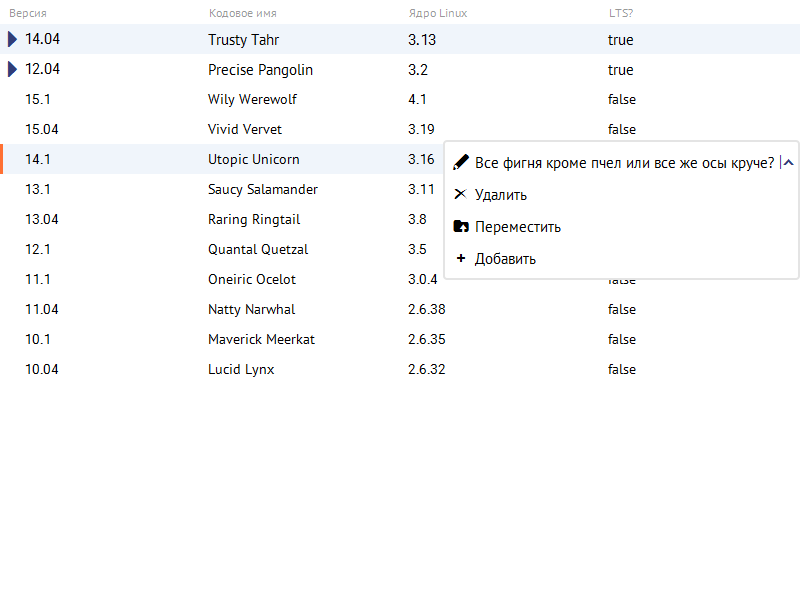 Версия Кодовое имя Ядро Linux LTS?
14.04 Trusty Tahr 3.13 true
12.04 Precise Pangolin 3.2 true
15.1 Wily Werewolf 4.1 false
15.04 Vivid Vervet 3.19 false
14.1 Utopic Unicorn 3.16 Все фигня кроме пчел или все же осы круче?
13.1 Saucy Salamander 3.11 Удалить
13.04 Raring Ringtail 3.8 Переместить
12.1 Quantal Quetzal 3.5 Добавить
11.1 Oneiric Ocelot 3.0.4 false
11.04 Natty Narwhal 2.6.38 false
10.1 Maverick Meerkat 2.6.35 false
10.04 Lucid Lynx 2.6.32 false